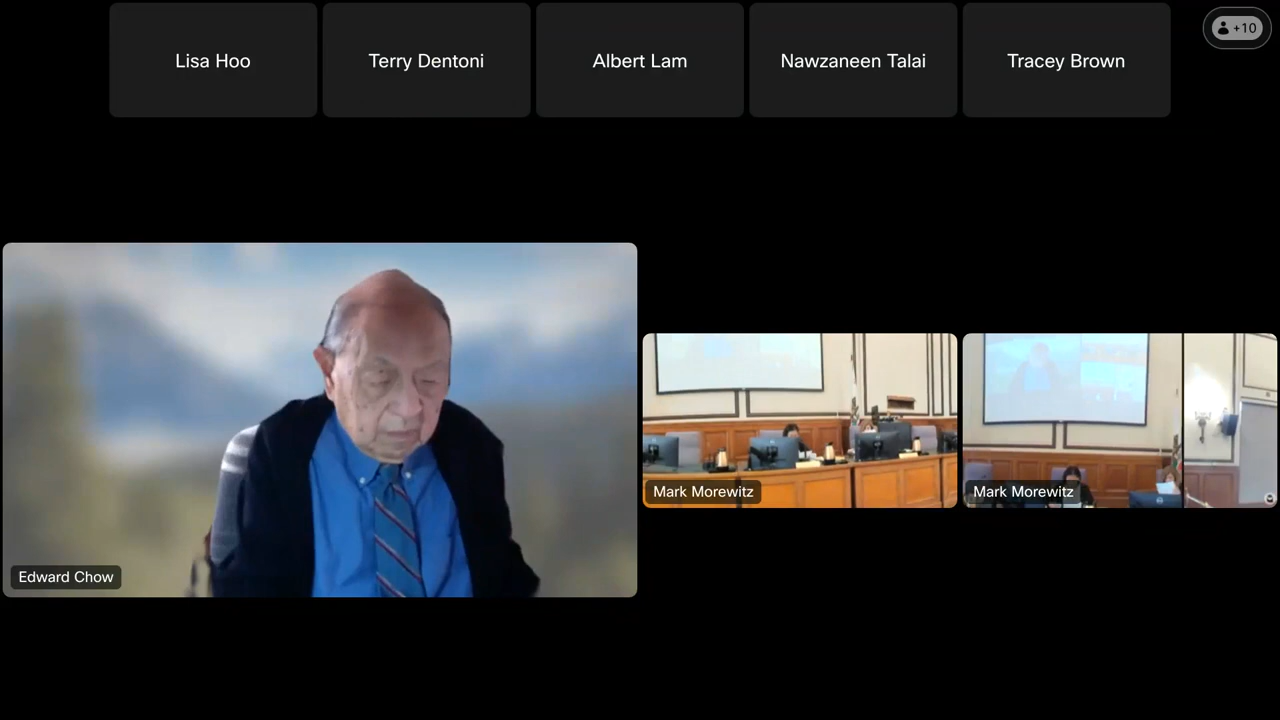 Lisa Hoo
Terry Dentoni
Albert Lam
Nawzaneen Talai
Tracey Brown
+10
Edward Chow
Mark Morewitz
Mark Morewitz